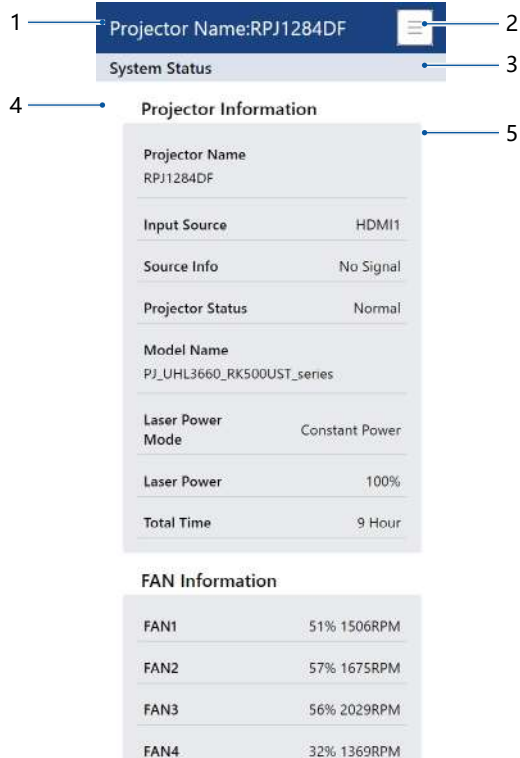 1
Projector Name:RPJ1284DF
2
System Status
3
4
Projector Information
5
Projector Name
RPJ1284DF
Input Source HDMI1
Source Info No Signal
Projector Status Normal
Model Name
PJ_UHL3660_RK500UST_series
Laser Power
Mode
Constant Power
Laser Power 100%
Total Time 9 Hour
FAN Information
FAN1 51% 1506RPM
FAN2 57% 1675RPM
FAN3 56% 2029RPM
FAN4 32% 1369RPM